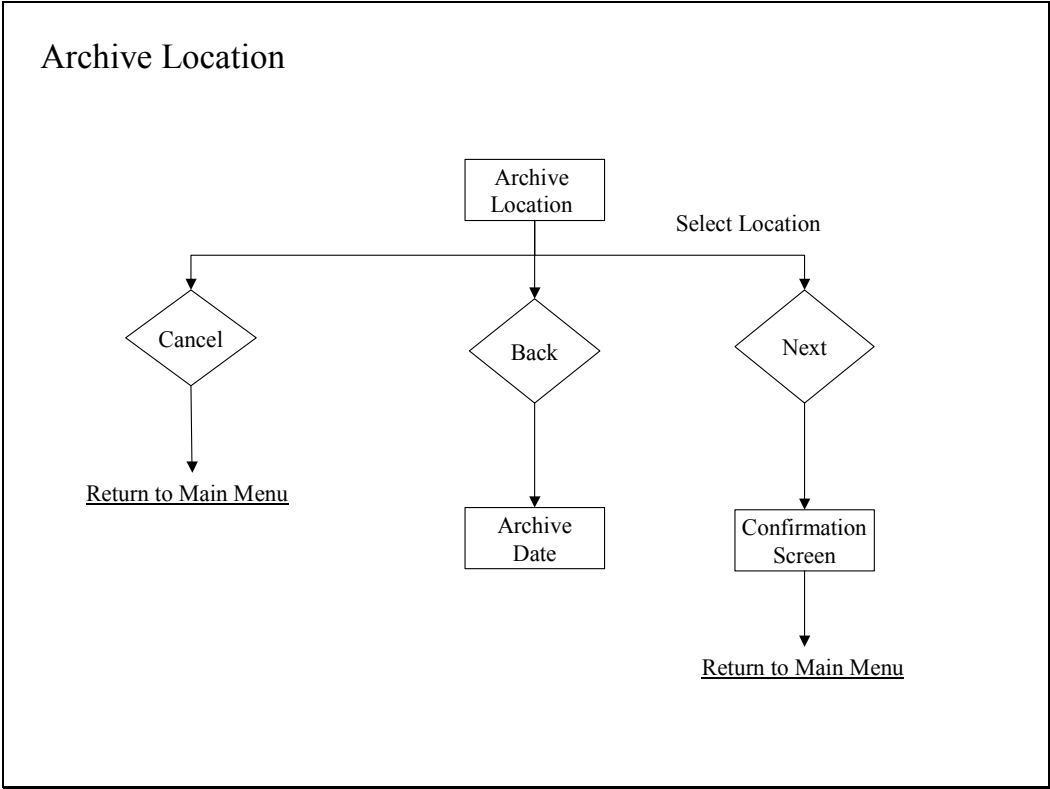 Archive Location
Archive
Location
Select Location
Cancel
Back
Next
Return to Main Menu
Archive
Date
Confirmation
Screen
Return to Main Menu